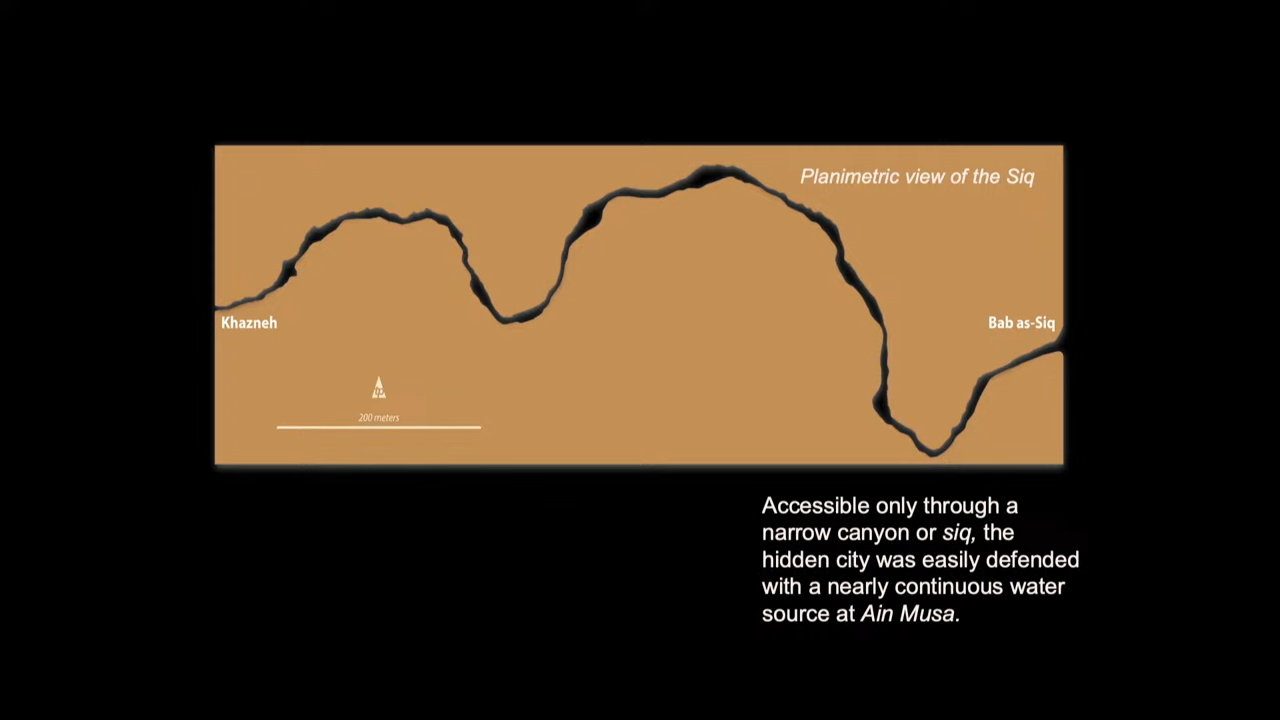 Planimetric view of the Siq
Khazneh
Bab as-Siq
200 meters
Accessible only through a
narrow canyon or siq, the
hidden city was easily defended
with a nearly continuous water
source at Ain Musa.